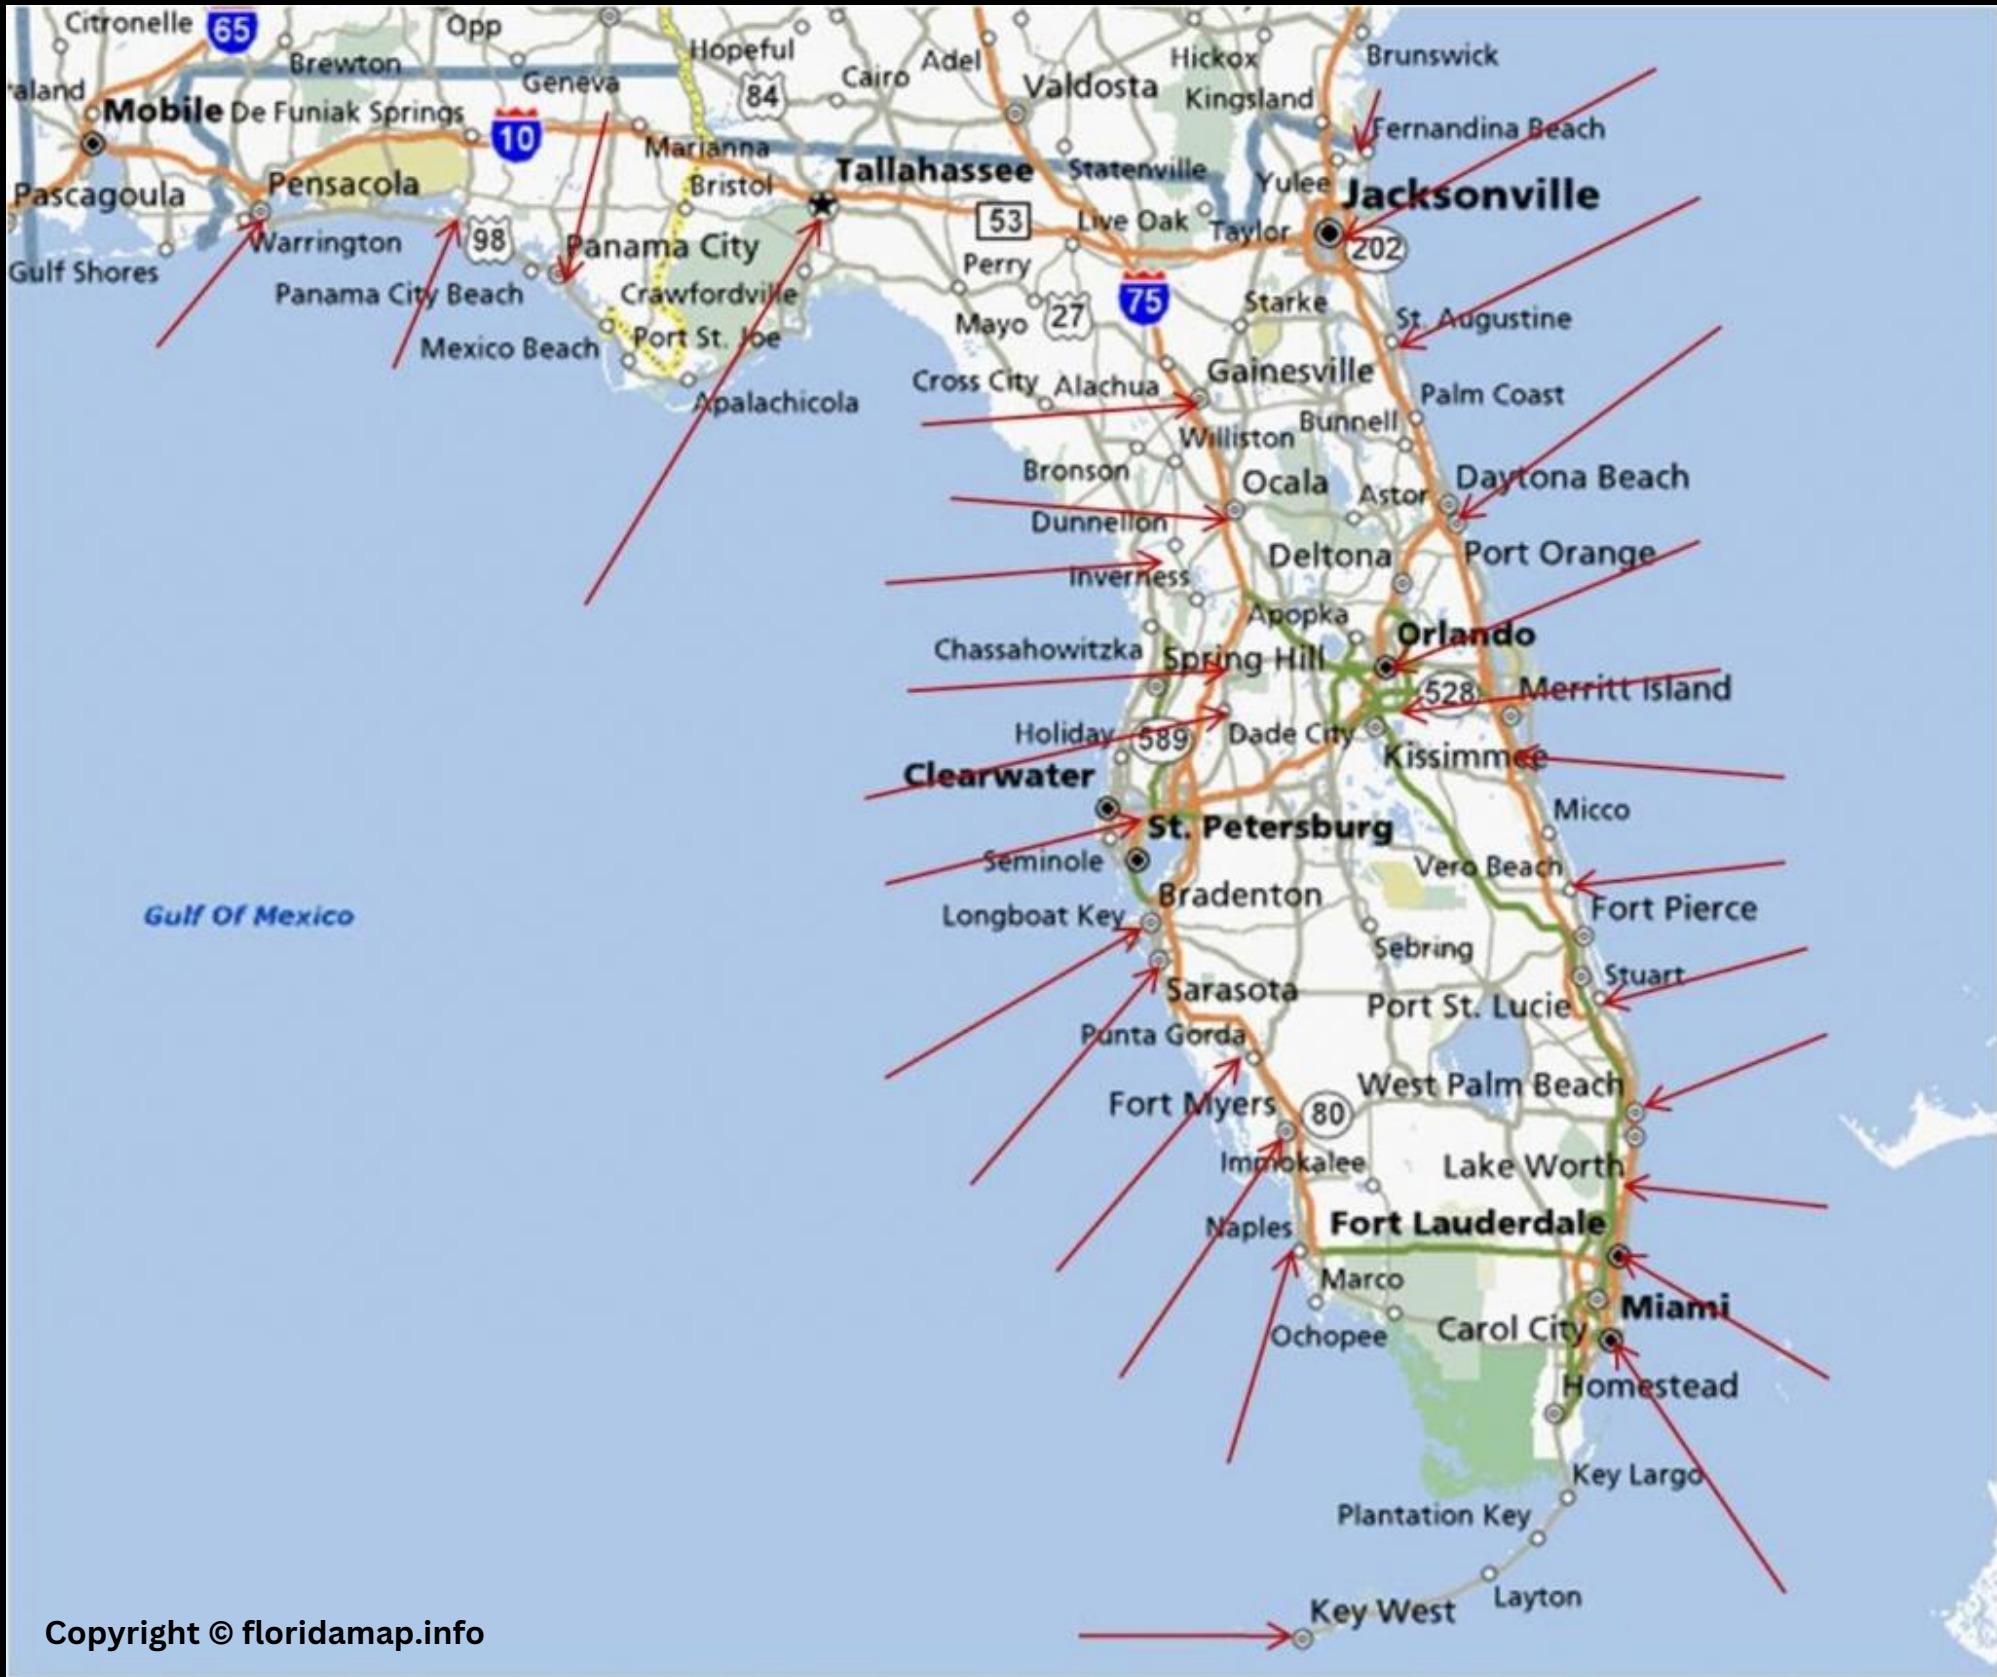 Citronelle
65
Opp
Hopeful
Adel
Hickox
Brunswick
Brewton
Geneva
84
Cairo
Valdosta
Kingsland
aland
Mobile
De Funiak Springs
10
Marianna
Fernandina Beach
Tallahassee
Statenville
Yulee
Pascagoula
Pensacola
Bristol
Jacksonville
53
Live Oak
Taylor
202
Warrington
98
Panama City
Gulf Shores
Panama City Beach
Crawfordville
Perry
75
Starke
Mayo
27
St. Augustine
Mexico Beach
Port St. Joe
Cross City
Alachua
Gainesville
Palm Coast
Apalachicola
Bunnell
Williston
Bronson
Ocala
Astor
Daytona Beach
Dunnellon
Deltona
Port Orange
Inverness
Apopka
Orlando
Chassahowitzka
Spring Hill
528
Merritt Island
Holiday
589
Dade City
Kissimmee
Clearwater
Micco
St. Petersburg
Seminole
Vero Beach
Gulf Of Mexico
Longboat Key
Bradenton
Fort Pierce
Sebring
Sarasota
Stuart
Port St. Lucie
Punta Gorda
West Palm Beach
Fort Myers
80
Immokalee
Lake Worth
Naples
Fort Lauderdale
Marco
Miami
Ochopee
Carol City
Homestead
Key Largo
Plantation Key
Layton
Key West
Copyright © floridamap.info